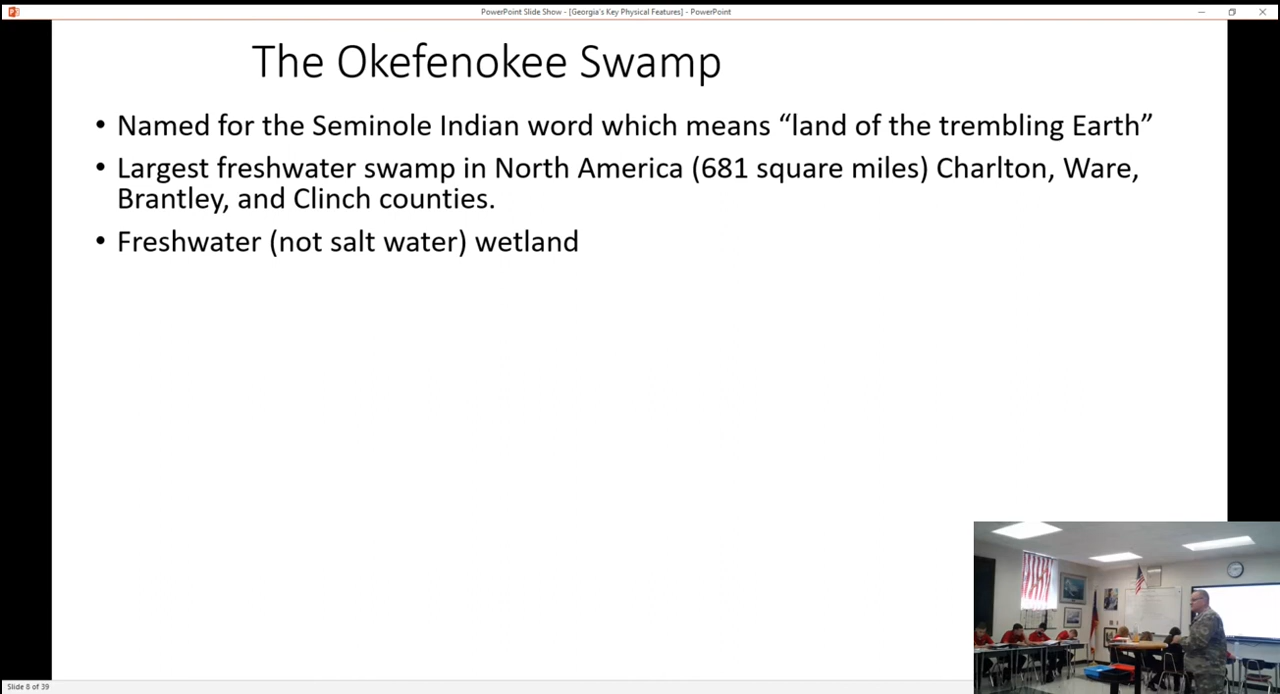 PowerPoint Slide Show - [Georgia's Key Physical Features] - PowerPoint
The Okefenokee Swamp
• Named for the Seminole Indian word which means “land of the trembling Earth”
• Largest freshwater swamp in North America (681 square miles) Charlton, Ware,
Brantley, and Clinch counties.
• Freshwater (not salt water) wetland
Slide 8 of 39